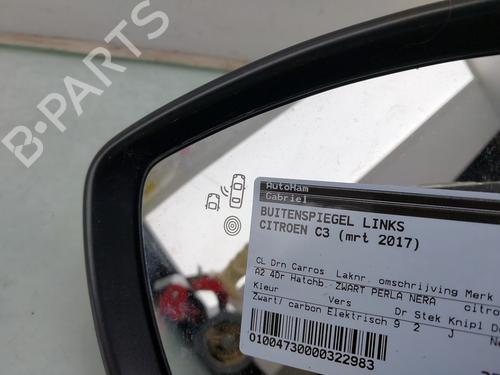 B-PARTS
AutoHam
Gabriel
BUITENSPIEGEL LINKS
CITROEN C3 (mrt 2017)
CL Drn Carros Laknr. omschrijving Merk
A2 4Dr Hatchb. ZWART PERLA NERA citro
Kleur Vers Dr Stek Knipl
Zwart/ carbon Elektrisch 9 2 J
01004730000322983